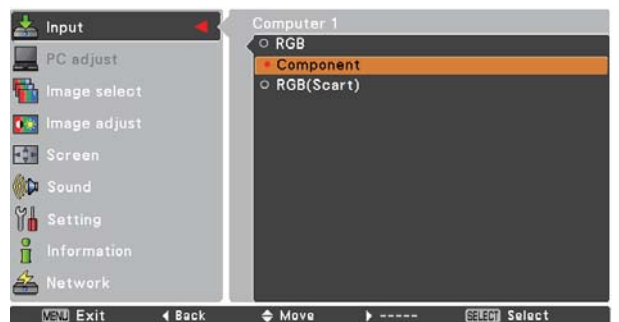 Input
PC adjust
Image select
Image adjust
Screen
Sound
Setting
Information
Network
Computer 1
RGB
Component
RGB(Scart)
MENU Exit Back Move ----- SELECT Select